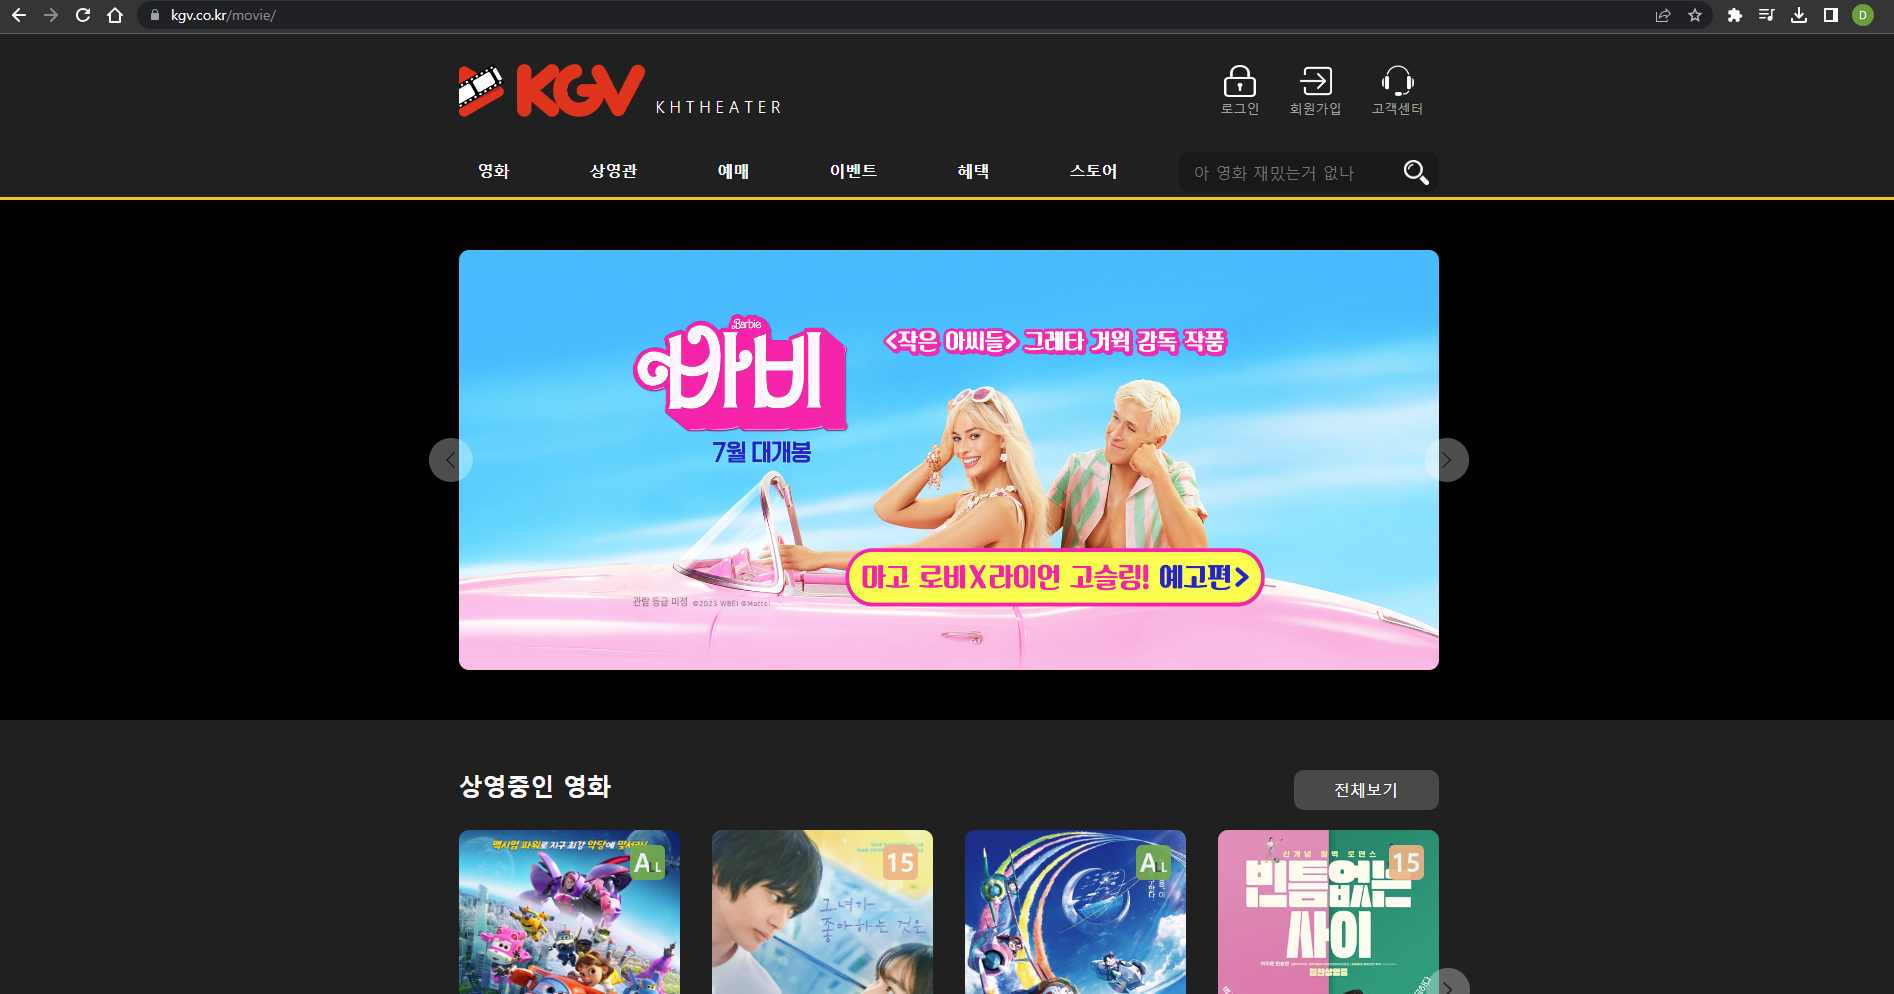 kgv.co.kr/movie/
D
KGV KHTHEATER
로그인 회원가입 고객센터
영화 상영관 예매 이벤트 혜택 스토어 아 영화 재밌는거 없나
Barbie
바비
<작은 아씨들> 그레타 거윅 감독 작품
7월 대개봉
마고 로비X라이언 고슬링! 예고편>
관람 등급 미정 ©2023 WBEI ©Mattel
상영중인 영화 전체보기
맥시멈 파워로 지구 최강 악당에 맞서라!
ALL
15
그녀가
좋아하는 것은
ALL
신개념 철벽 로맨스
15
빈틈없는
사이
절찬상영중